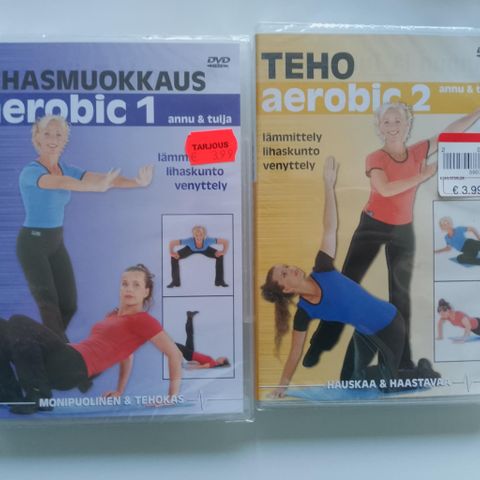 DVD
HASMUOKKAUS
aerobic 1
annu & tuija
TARJOUS
€ 3,99
lämm
lihaskunto
venyttely
MONIPUOLINEN & TEHOKAS
TEHO
aerobic 2
annu & t
lämmittely
lihaskunto
venyttely
€ 3.99
HAUSKAA & HAASTAVAA